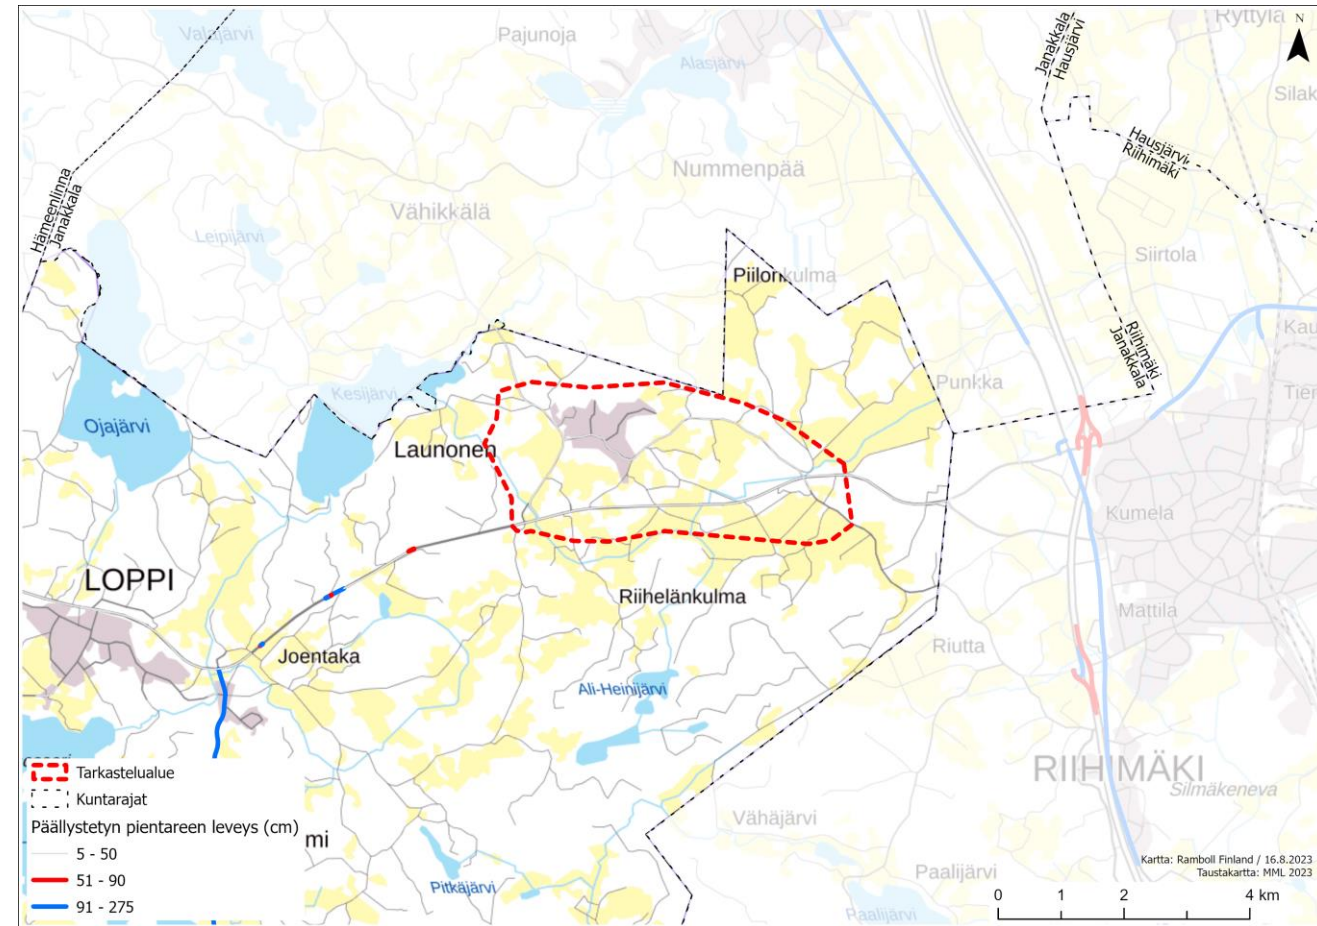 Ryttylä
N
Valajärvi
Pajunoja
Janakkala
Hausjärvi
Alasjärvi
Silak
Hausjärvi
Riihimäki
Nummenpää
Hämeenlinna
Janakkala
Vähikkälä
Leipijärvi
Siirtola
Piilonkulma
Riihimäki
Janakkala
Kau
Punkka
Kesijärvi
Tier
Ojajärvi
Launonen
Kumela
LOPPI
Riihelänkulma
Mattila
Joentaka
Riutta
Ali-Heinijärvi
RIIHIMÄKI
Silmäkeneva
Tarkastelualue
Kuntarajat
Päällystetyn pientareen leveys (cm)
5 - 50
51 - 90
91 - 275
mi
Vähäjärvi
Pitkäjärvi
Paalijärvi
Paalijärvi
Kartta: Ramboll Finland / 16.8.2023
Taustakartta: MML 2023
0 1 2 4 km